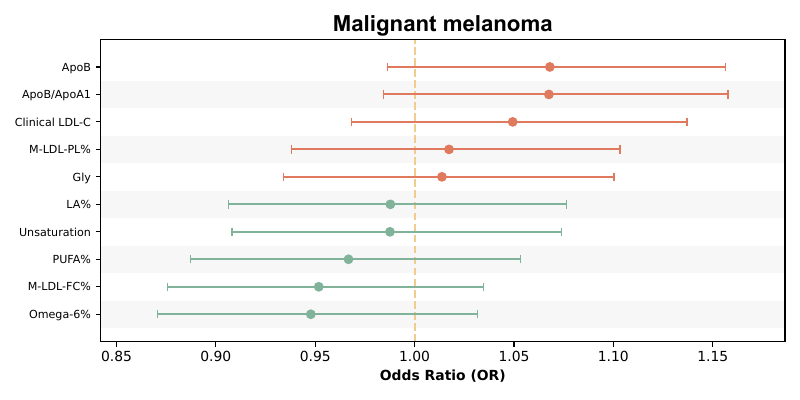 Malignant melanoma
ApoB
ApoB/ApoA1
Clinical LDL-C
M-LDL-PL%
Gly
LA%
Unsaturation
PUFA%
M-LDL-FC%
Omega-6%
0.85 0.90 0.95 1.00 1.05 1.10 1.15
Odds Ratio (OR)